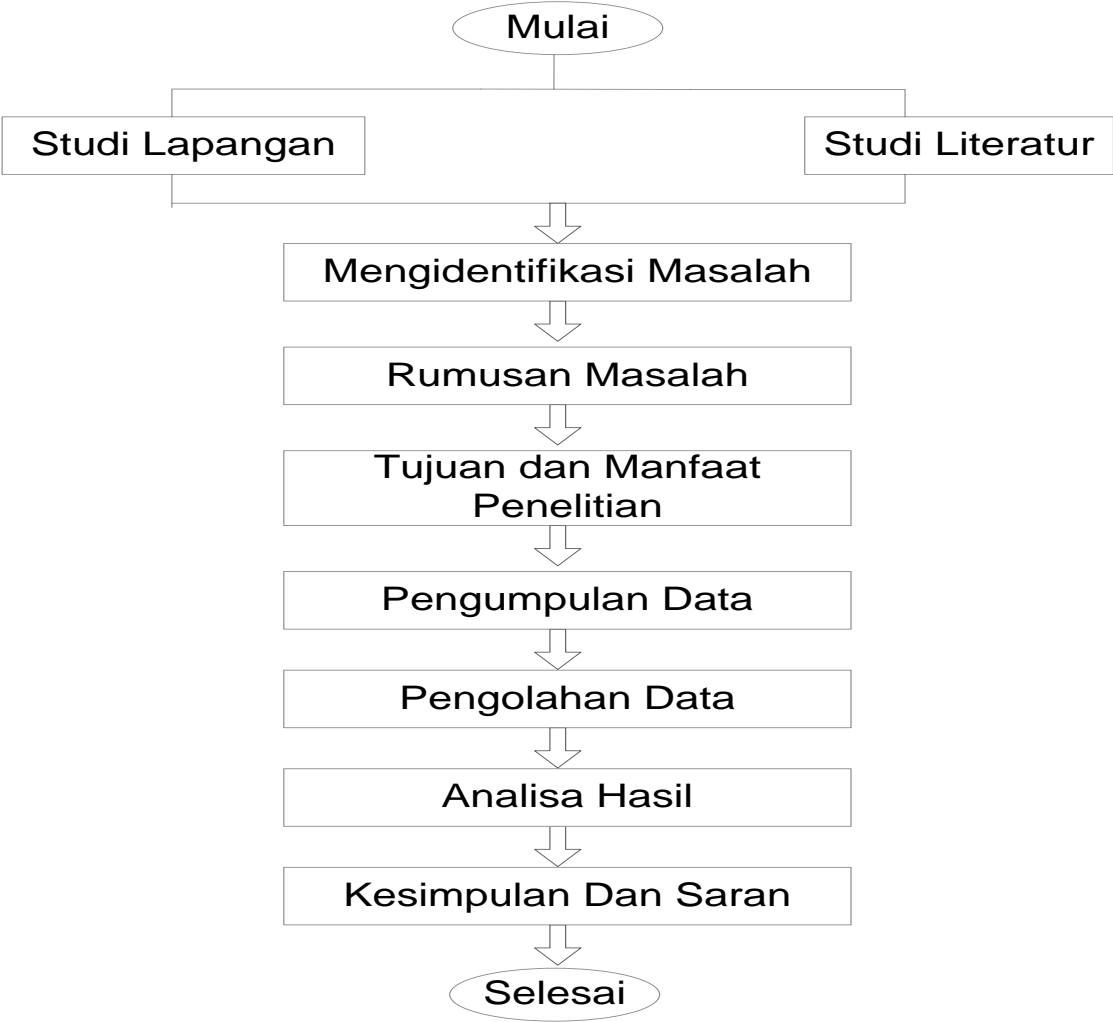 Mulai
Studi Lapangan
Studi Literatur
Mengidentifikasi Masalah
Rumusan Masalah
Tujuan dan Manfaat
Penelitian
Pengumpulan Data
Pengolahan Data
Analisa Hasil
Kesimpulan Dan Saran
Selesai